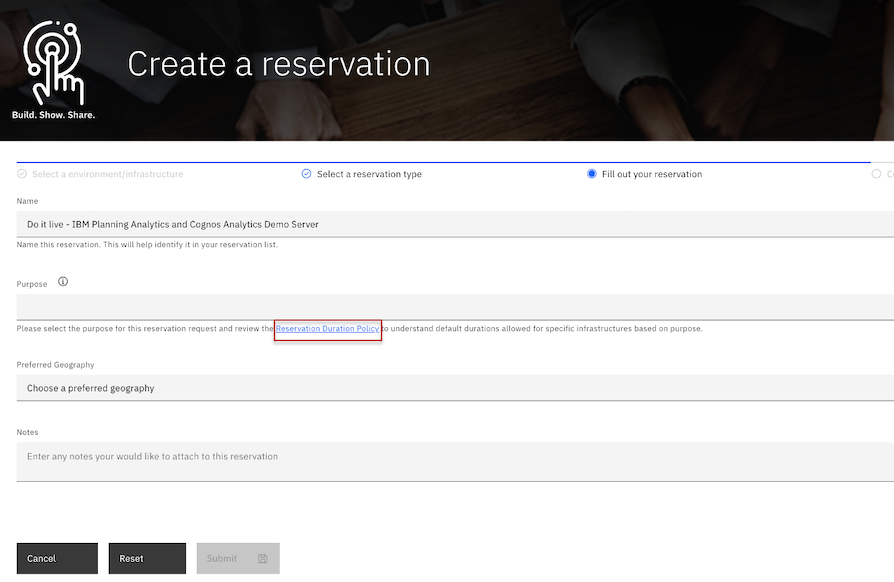 Create a reservation
Build. Show. Share.
Select a environment/infrastructure
Select a reservation type
Fill out your reservation
Name
Do it live - IBM Planning Analytics and Cognos Analytics Demo Server
Name this reservation. This will help identify it in your reservation list.
Purpose
Please select the purpose for this reservation request and review the Reservation Duration Policy to understand default durations allowed for specific infrastructures based on purpose.
Preferred Geography
Choose a preferred geography
Notes
Enter any notes your would like to attach to this reservation
Cancel
Reset
Submit